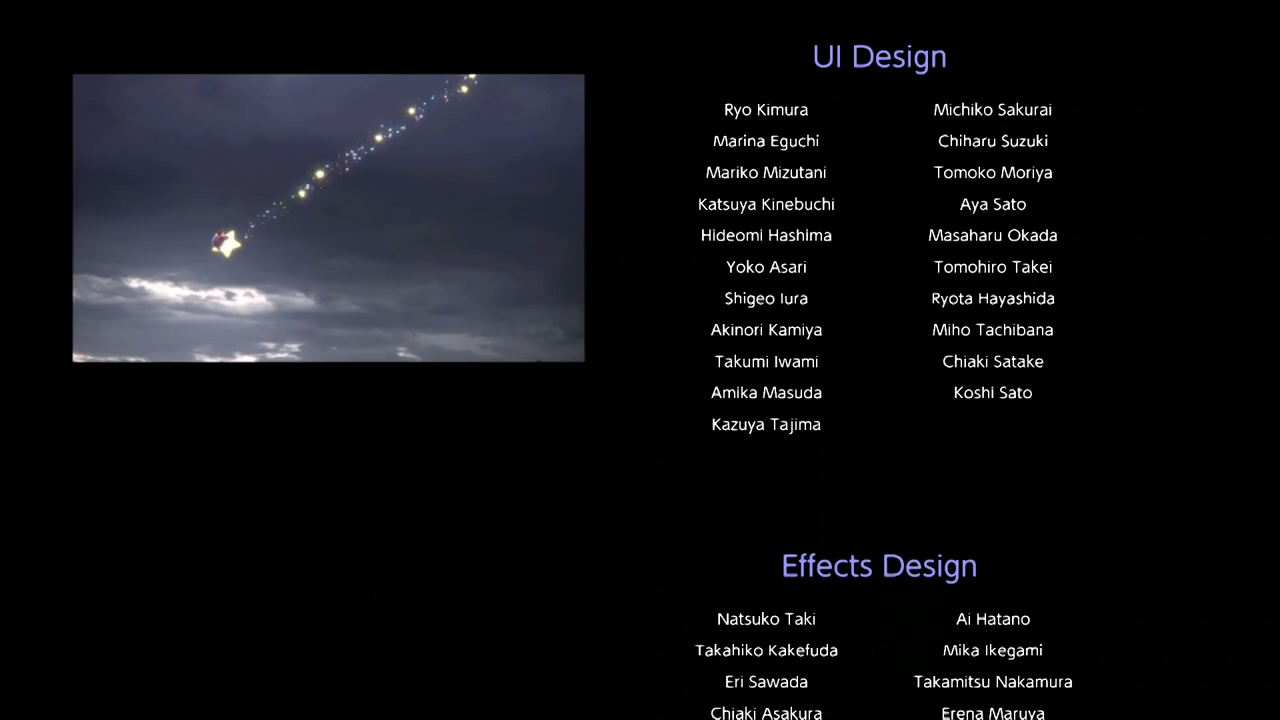 UI Design
Ryo Kimura Michiko Sakurai
Marina Eguchi Chiharu Suzuki
Mariko Mizutani Tomoko Moriya
Katsuya Kinebuchi Aya Sato
Hideomi Hashima Masaharu Okada
Yoko Asari Tomohiro Takei
Shigeo Iura Ryota Hayashida
Akinori Kamiya Miho Tachibana
Takumi Iwami Chiaki Satake
Amika Masuda Koshi Sato
Kazuya Tajima
Effects Design
Natsuko Taki Ai Hatano
Takahiko Kakefuda Mika Ikegami
Eri Sawada Takamitsu Nakamura
Chiaki Asakura Erena Maruya